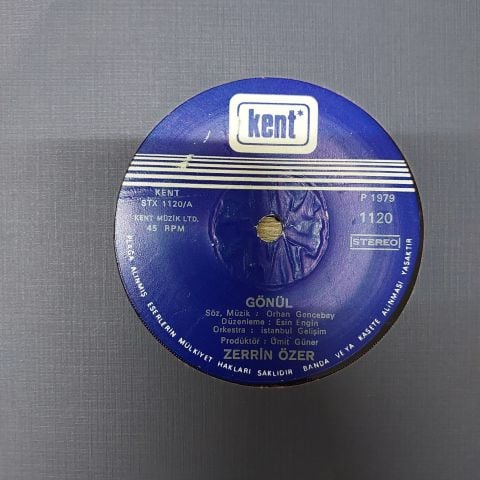 kent*
KENT
STX 1120/A
KENT MÜZİK LTD.
45 RPM
P 1979
1120
STEREO
GÖNÜL
Söz, Müzik : Orhan Gencebay
Düzenleme : Esin Engin
Orkestra : İstanbul Gelişim
Prodüktör : Ümit Güner
ZERRİN ÖZER
PLAĞA ALINMIŞ ESERLERİN MÜLKİYET HAKLARI SAKLIDIR BANDA VEYA KASETE ALINMASI YASAKTIR